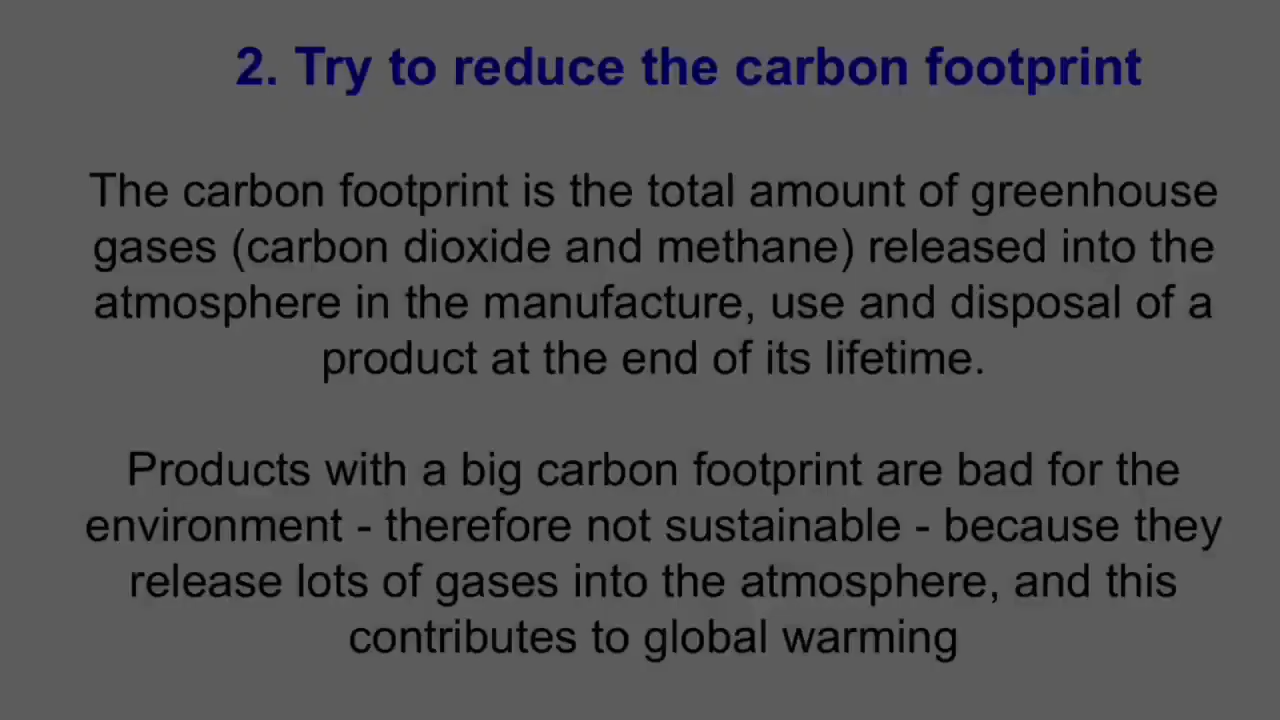 2. Try to reduce the carbon footprint
The carbon footprint is the total amount of greenhouse
gases (carbon dioxide and methane) released into the
atmosphere in the manufacture, use and disposal of a
product at the end of its lifetime.
Products with a big carbon footprint are bad for the
environment - therefore not sustainable - because they
release lots of gases into the atmosphere, and this
contributes to global warming